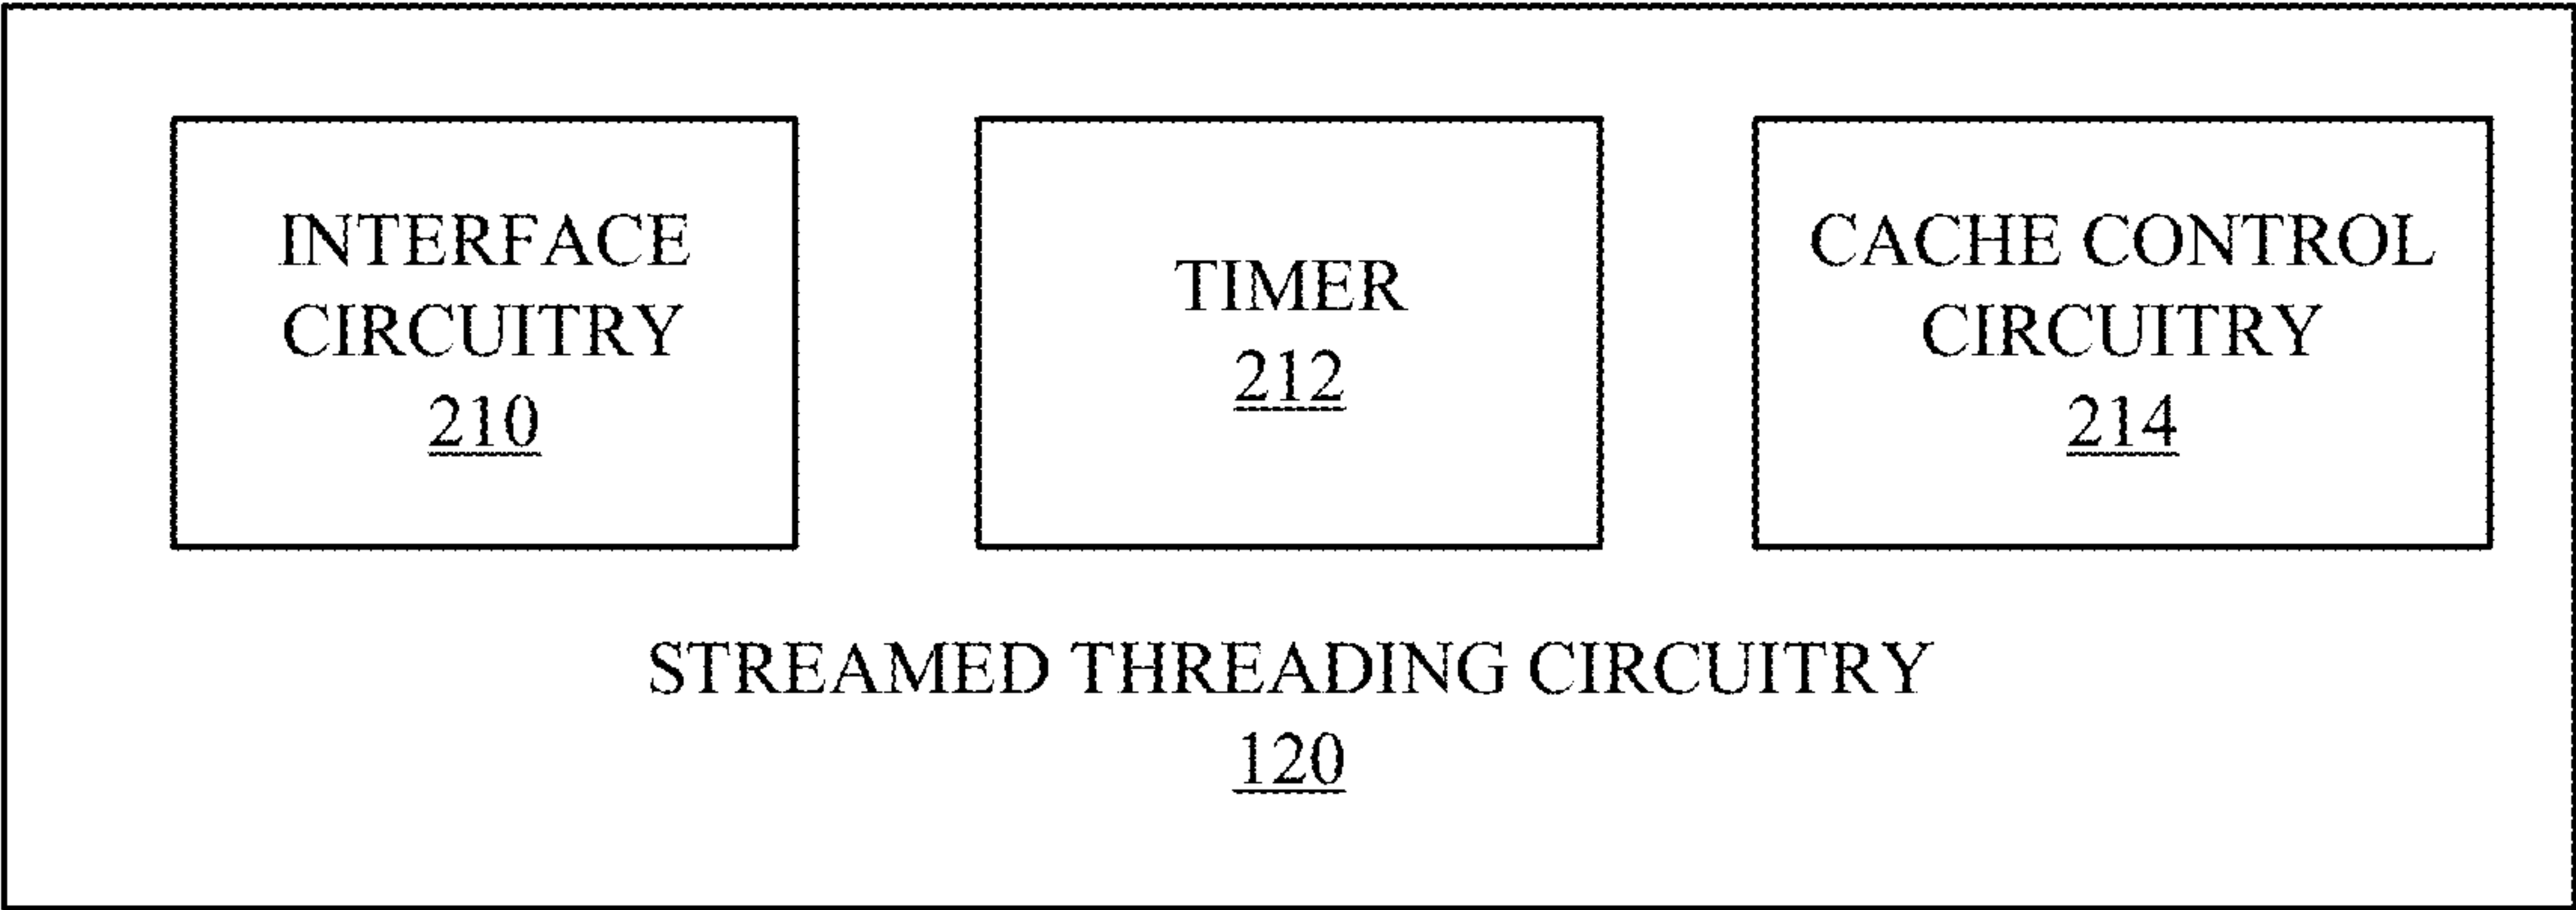 INTERFACE
CIRCUITRY
210
TIMER
212
CACHE CONTROL
CIRCUITRY
214
STREAMED THREADING CIRCUITRY
120